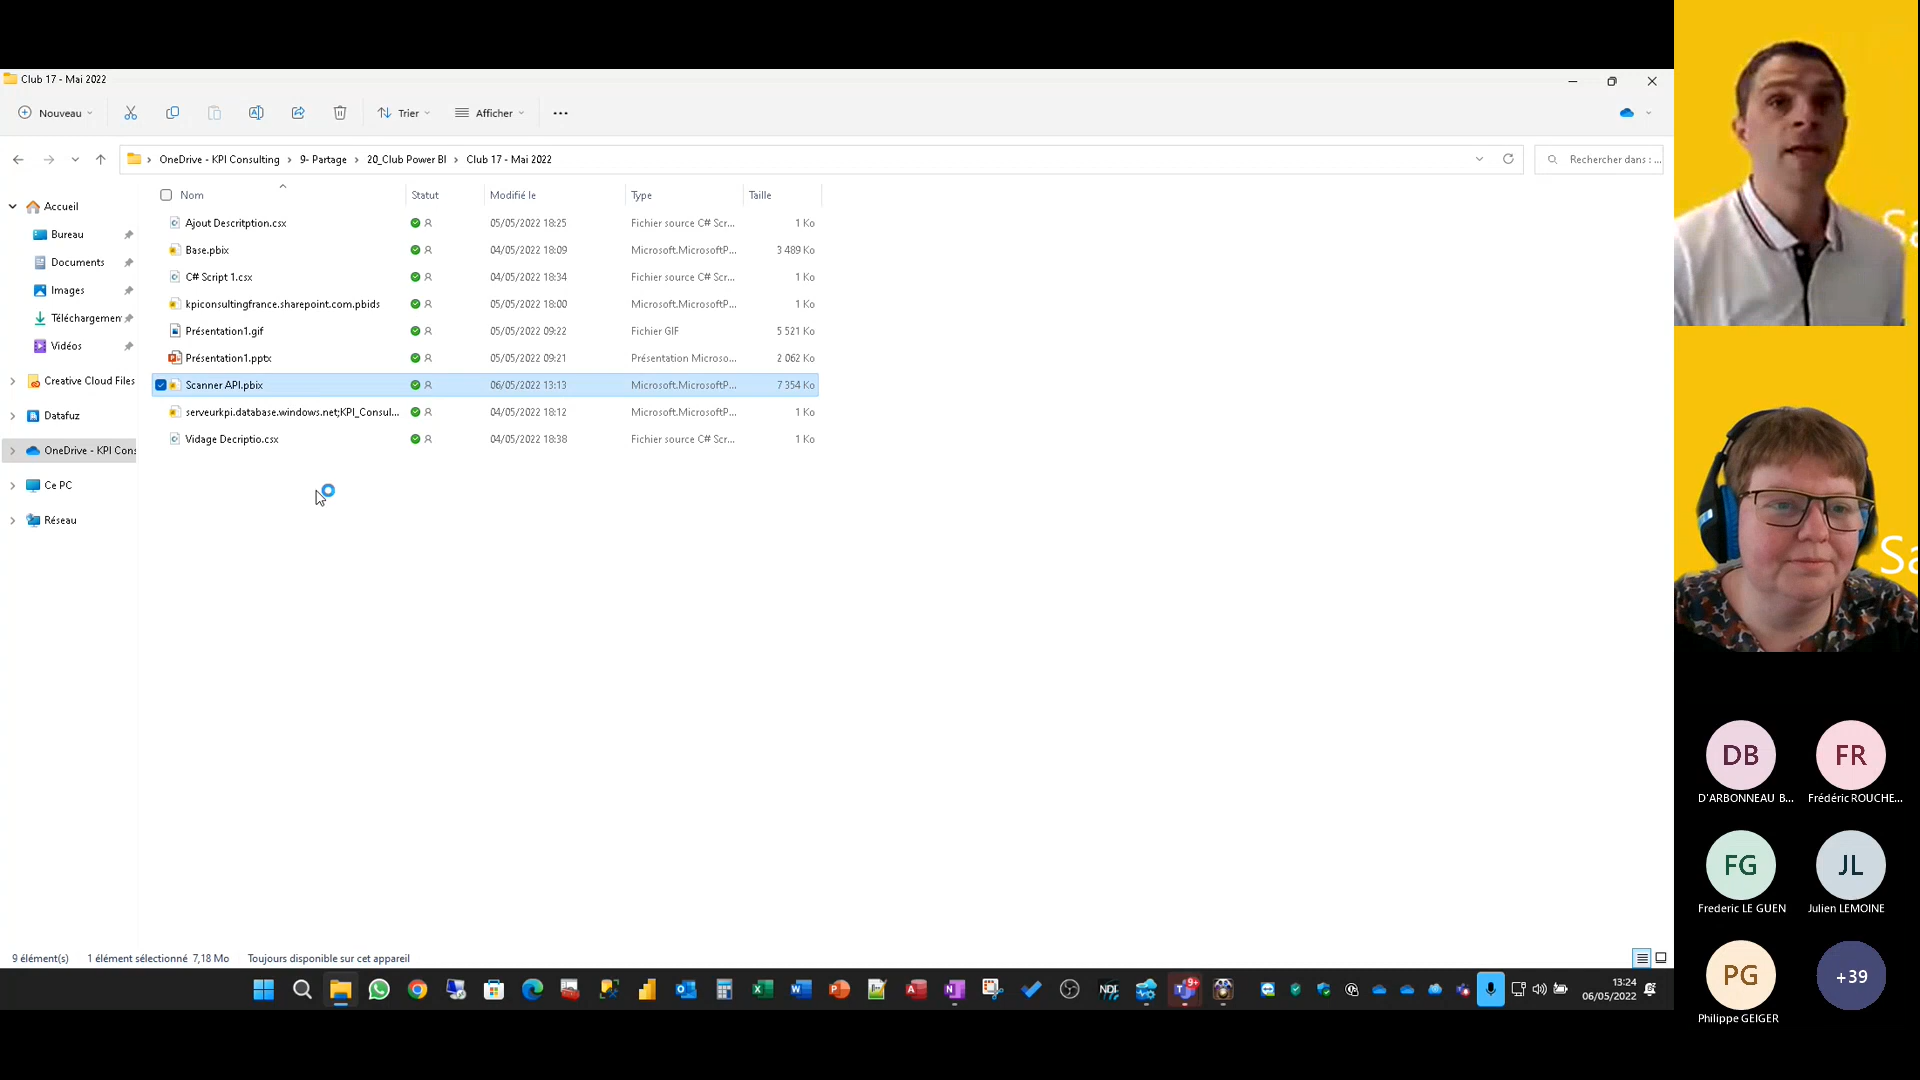 Club 17 - Mai 2022
Nouveau
Trier
Afficher
OneDrive - KPI Consulting
9- Partage
20_Club Power BI
Club 17 - Mai 2022
Rechercher dans : ...
Nom Statut Modifié le Type Taille
Ajout Descritption.csx 05/05/2022 18:25 Fichier source C# Scr... 1 Ko
Base.pbix 04/05/2022 18:09 Microsoft.MicrosoftP... 3 489 Ko
C# Script 1.csx 04/05/2022 18:34 Fichier source C# Scr... 1 Ko
kpiconsultingfrance.sharepoint.com.pbids 05/05/2022 18:00 Microsoft.MicrosoftP... 1 Ko
Présentation1.gif 05/05/2022 09:22 Fichier GIF 5 521 Ko
Présentation1.pptx 05/05/2022 09:21 Présentation Microso... 2 062 Ko
Scanner API.pbix 06/05/2022 13:13 Microsoft.MicrosoftP... 7 354 Ko
serveurkpi.database.windows.net;KPI_Consul... 04/05/2022 18:12 Microsoft.MicrosoftP... 1 Ko
Vidage Decriptio.csx 04/05/2022 18:38 Fichier source C# Scr... 1 Ko
Accueil
Bureau
Documents
Images
Téléchargemen
Vidéos
Creative Cloud Files
Datafuz
OneDrive - KPI Cons
Ce PC
Réseau
9 élément(s) 1 élément sélectionné 7,18 Mo Toujours disponible sur cet appareil
NDI
9+
13:24
06/05/2022
Sa
Sa
DB
FR
D'ARBONNEAU B...
Frédéric ROUCHE...
FG
JL
Frederic LE GUEN
Julien LEMOINE
PG
+39
Philippe GEIGER